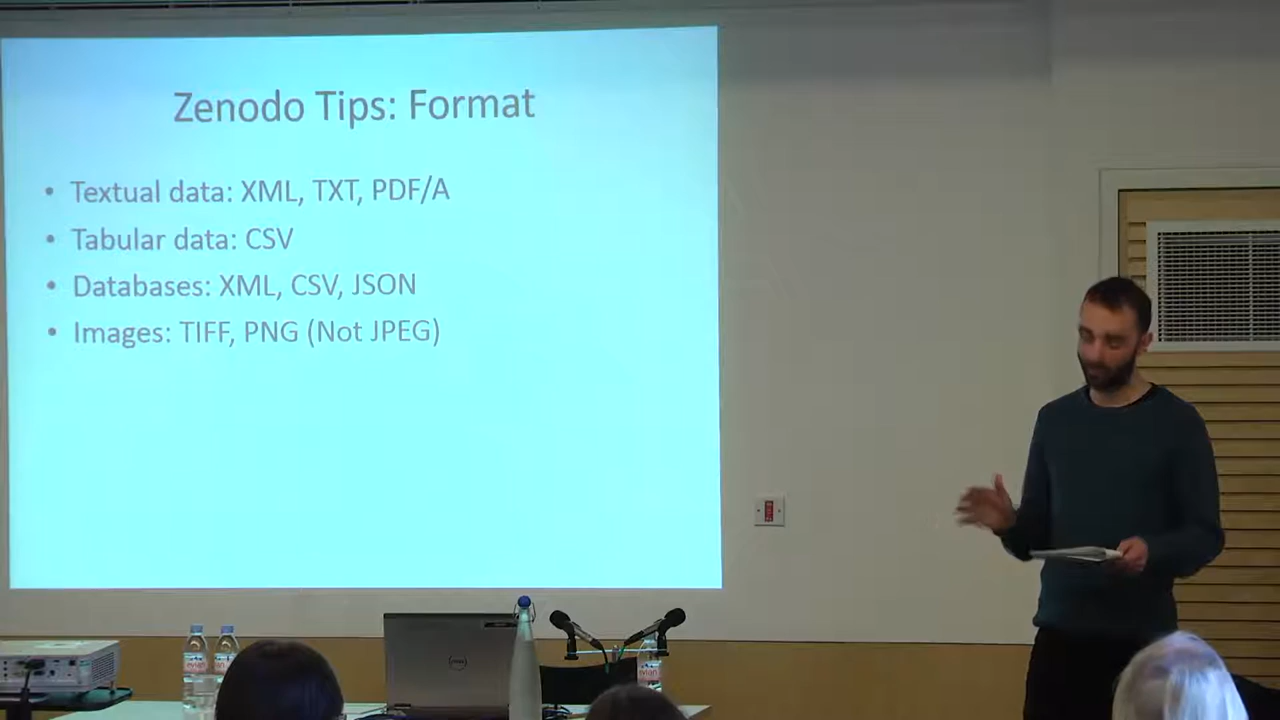 Zenodo Tips: Format
• Textual data: XML, TXT, PDF/A
• Tabular data: CSV
• Databases: XML, CSV, JSON
• Images: TIFF, PNG (Not JPEG)
DELL